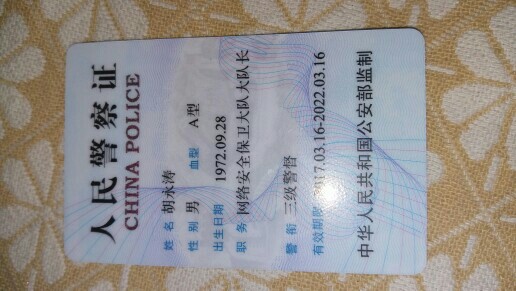 人民警察证
CHINA POLICE
姓名 胡永涛
性别 男 血型 A型
出生日期 1972.09.28
职务 网络安全保卫大队大队长
警衔 三级警督
有效期限 2017.03.16-2022.03.16
中华人民共和国公安部监制